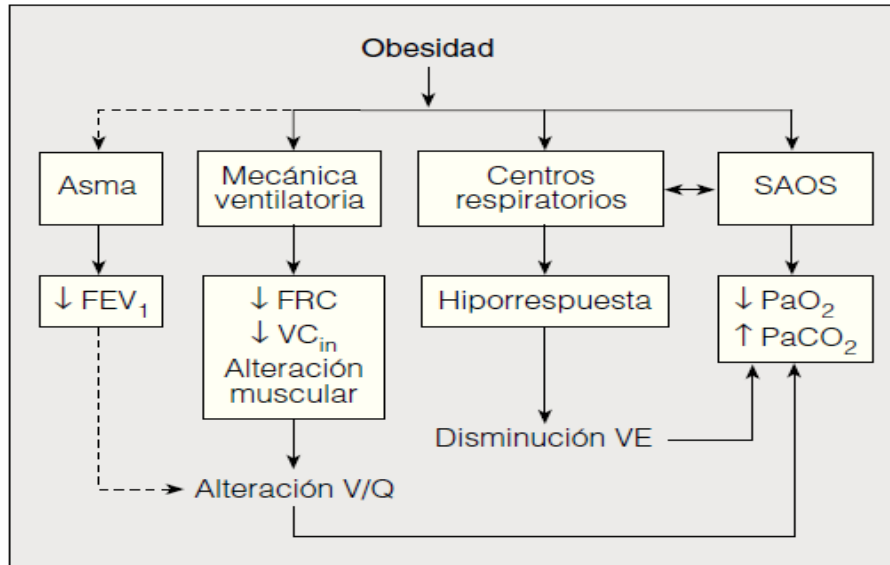 Obesidad
Asma
Mecánica
ventilatoria
Centros
respiratorios
SAOS
↓ FEV₁
↓ FRC
↓ VCᵢₙ
Alteración
muscular
Hiporrespuesta
↓ PaO₂
↑ PaCO₂
Disminución VE
Alteración V/Q